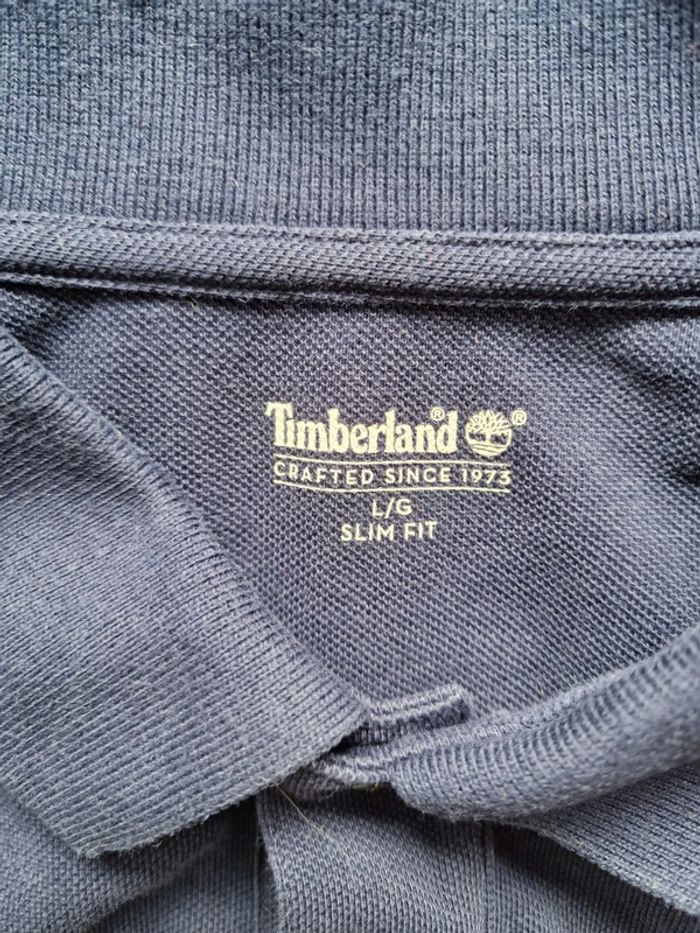 Timberland® ®
CRAFTED SINCE 1973
L/G
SLIM FIT